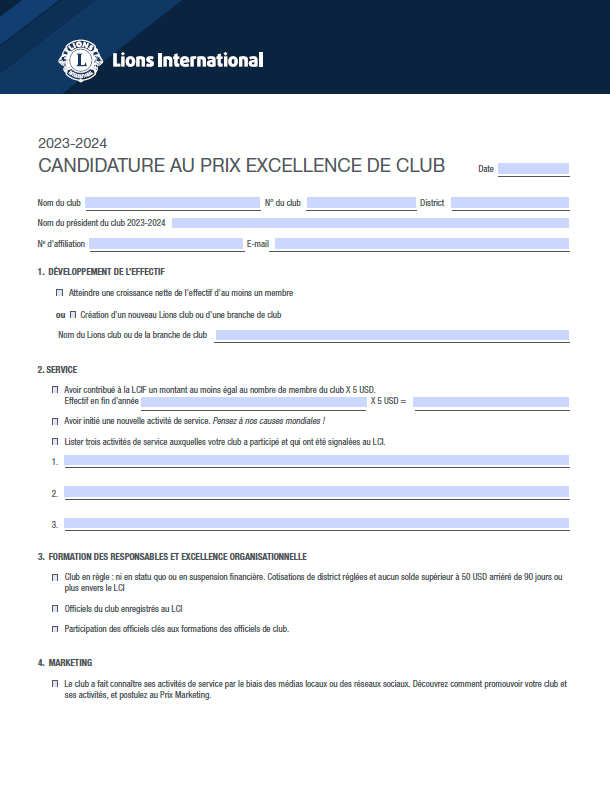 LIONS
L
INTERNATIONAL
Lions International
2023-2024
CANDIDATURE AU PRIX EXCELLENCE DE CLUB
Date
Nom du club N° du club District
Nom du président du club 2023-2024
N° d'affiliation E-mail
1. DÉVELOPPEMENT DE L'EFFECTIF
Atteindre une croissance nette de l'effectif d'au moins un membre
ou Création d'un nouveau Lions club ou d'une branche de club
Nom du Lions club ou de la branche de club
2. SERVICE
Avoir contribué à la LCIF un montant au moins égal au nombre de membre du club X 5 USD.
Effectif en fin d'année X 5 USD =
Avoir initié une nouvelle activité de service. Pensez à nos causes mondiales !
Lister trois activités de service auxquelles votre club a participé et qui ont été signalées au LCI.
1.
2.
3.
3. FORMATION DES RESPONSABLES ET EXCELLENCE ORGANISATIONNELLE
Club en règle : ni en statu quo ou en suspension financière. Cotisations de district réglées et aucun solde supérieur à 50 USD arriéré de 90 jours ou
plus envers le LCI
Officiels du club enregistrés au LCI
Participation des officiels clés aux formations des officiels de club.
4. MARKETING
Le club a fait connaître ses activités de service par le biais des médias locaux ou des réseaux sociaux. Découvrez comment promouvoir votre club et
ses activités, et postulez au Prix Marketing.